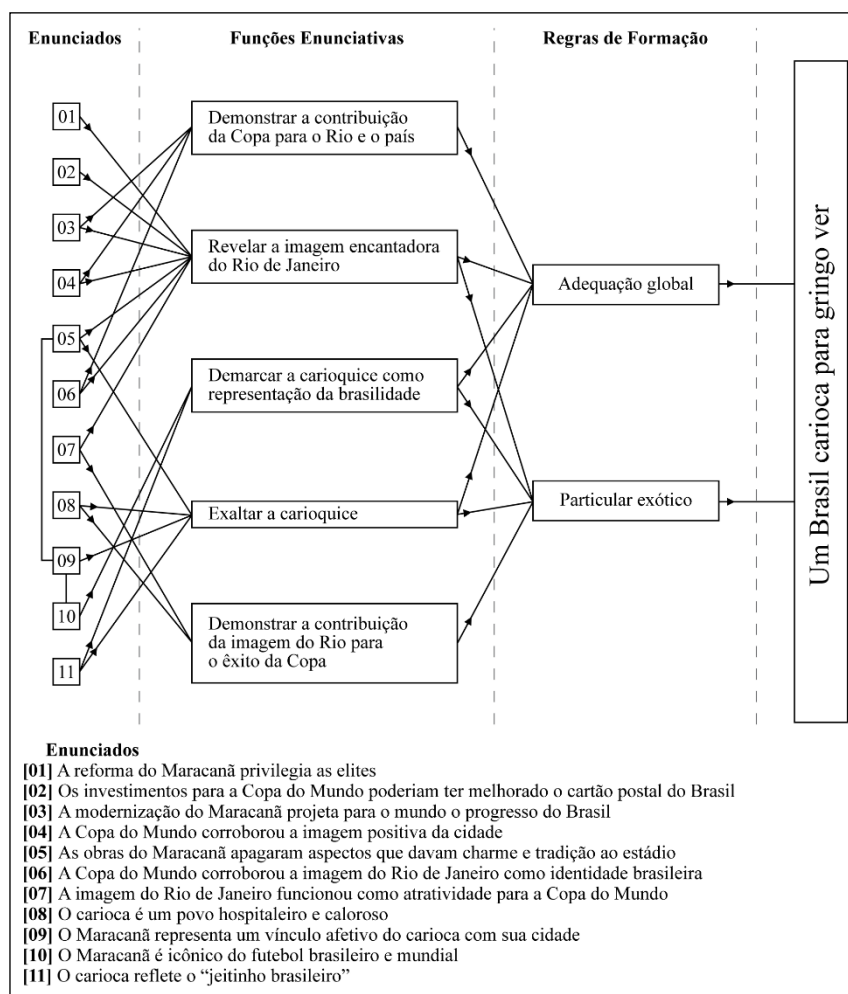 Enunciados
Funções Enunciativas
Regras de Formação
01
02
03
04
05
06
07
08
09
10
11
Demonstrar a contribuição
da Copa para o Rio e o país
Revelar a imagem encantadora
do Rio de Janeiro
Demarcar a carioquice como
representação da brasilidade
Exaltar a carioquice
Demonstrar a contribuição
da imagem do Rio para
o êxito da Copa
Adequação global
Particular exótico
Um Brasil carioca para gringo ver
Enunciados
[01] A reforma do Maracanã privilegia as elites
[02] Os investimentos para a Copa do Mundo poderiam ter melhorado o cartão postal do Brasil
[03] A modernização do Maracanã projeta para o mundo o progresso do Brasil
[04] A Copa do Mundo corroborou a imagem positiva da cidade
[05] As obras do Maracanã apagaram aspectos que davam charme e tradição ao estádio
[06] A Copa do Mundo corroborou a imagem do Rio de Janeiro como identidade brasileira
[07] A imagem do Rio de Janeiro funcionou como atratividade para a Copa do Mundo
[08] O carioca é um povo hospitaleiro e caloroso
[09] O Maracanã representa um vínculo afetivo do carioca com sua cidade
[10] O Maracanã é icônico do futebol brasileiro e mundial
[11] O carioca reflete o “jeitinho brasileiro”